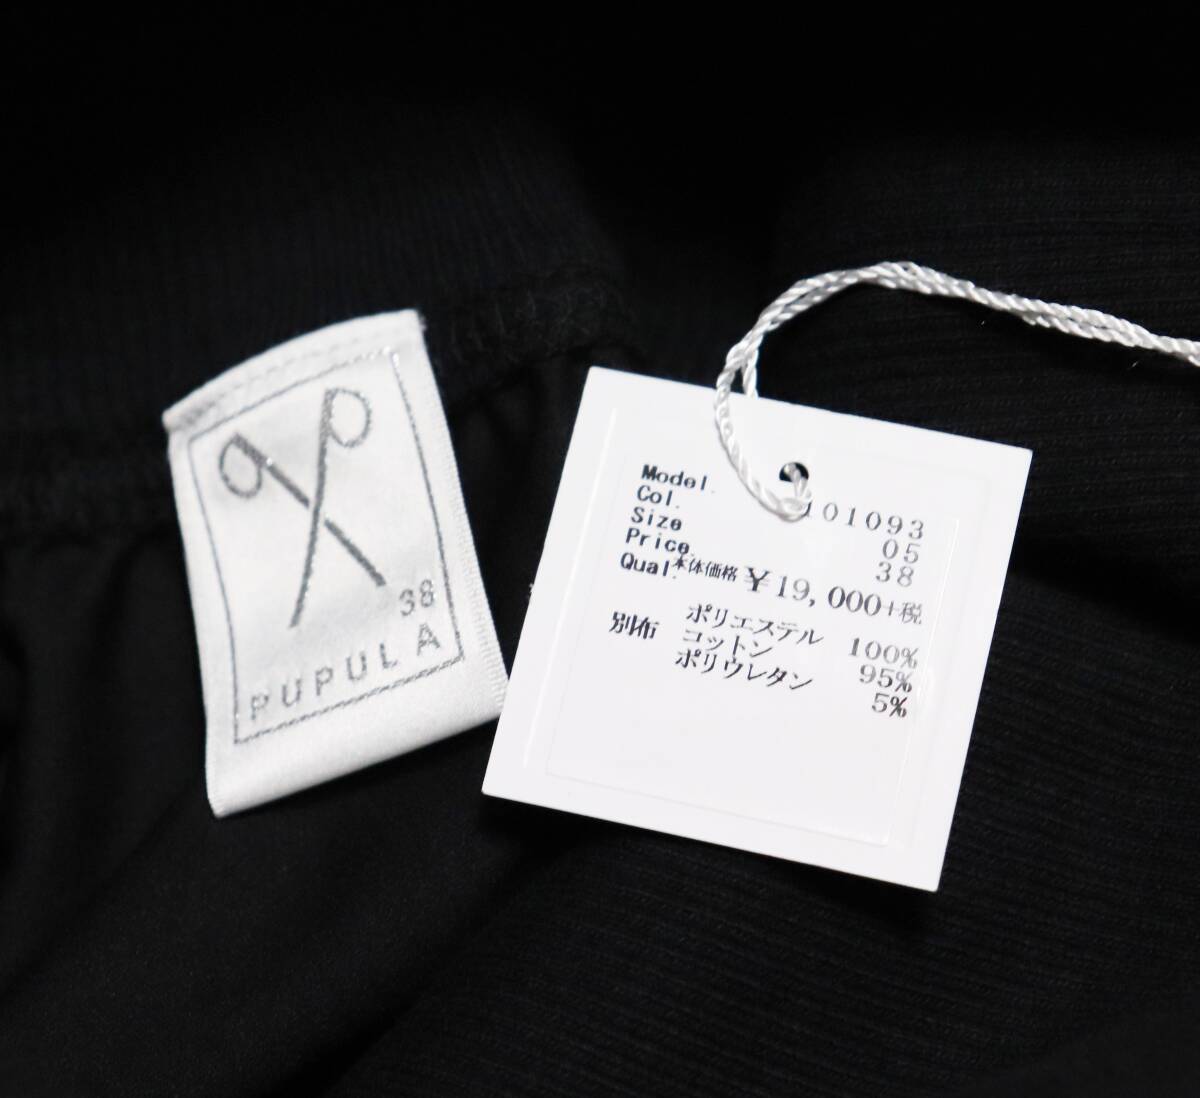 38
PUPULA
Model. 101093
Col. 05
Size 38
Price. 本体価格 ¥19,000+税
Qual.
ポリエステル 100%
別布 コットン 95%
ポリウレタン 5%